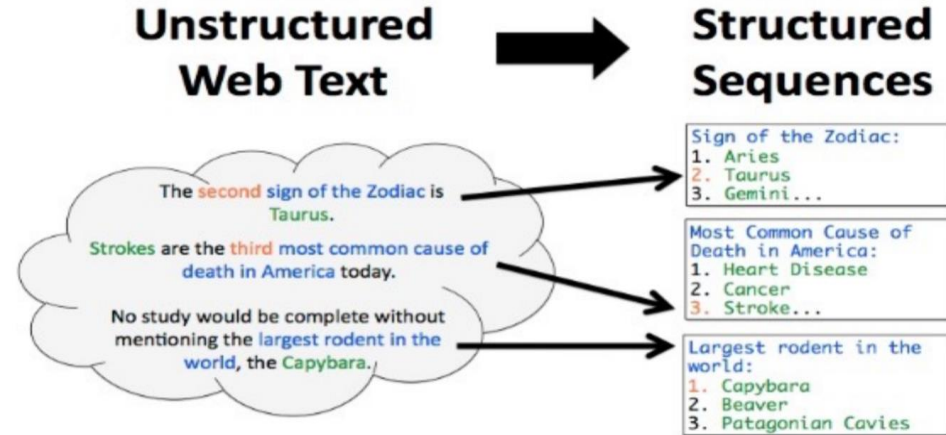 Unstructured
Web Text
Structured
Sequences
The second sign of the Zodiac is
Taurus.
Strokes are the third most common cause of
death in America today.
No study would be complete without
mentioning the largest rodent in the
world, the Capybara.
Sign of the Zodiac:
1. Aries
2. Taurus
3. Gemini...
Most Common Cause of
Death in America:
1. Heart Disease
2. Cancer
3. Stroke...
Largest rodent in the
world:
1. Capybara
2. Beaver
3. Patagonian Cavies